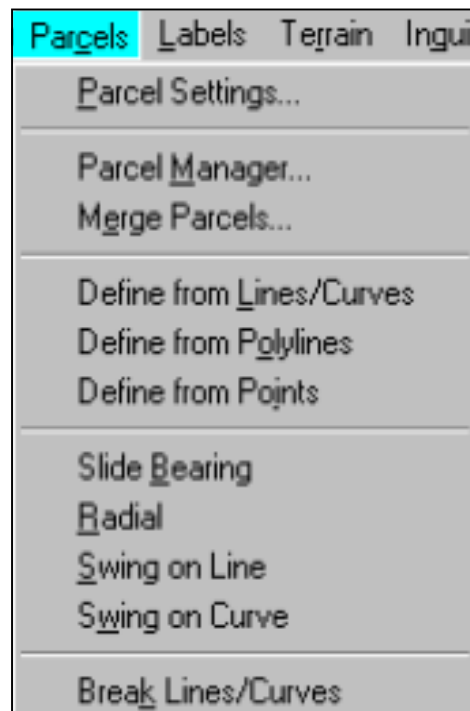 Parcels Labels Terrain Inqui
Parcel Settings...
Parcel Manager...
Merge Parcels...
Define from Lines/Curves
Define from Polylines
Define from Points
Slide Bearing
Radial
Swing on Line
Swing on Curve
Break Lines/Curves